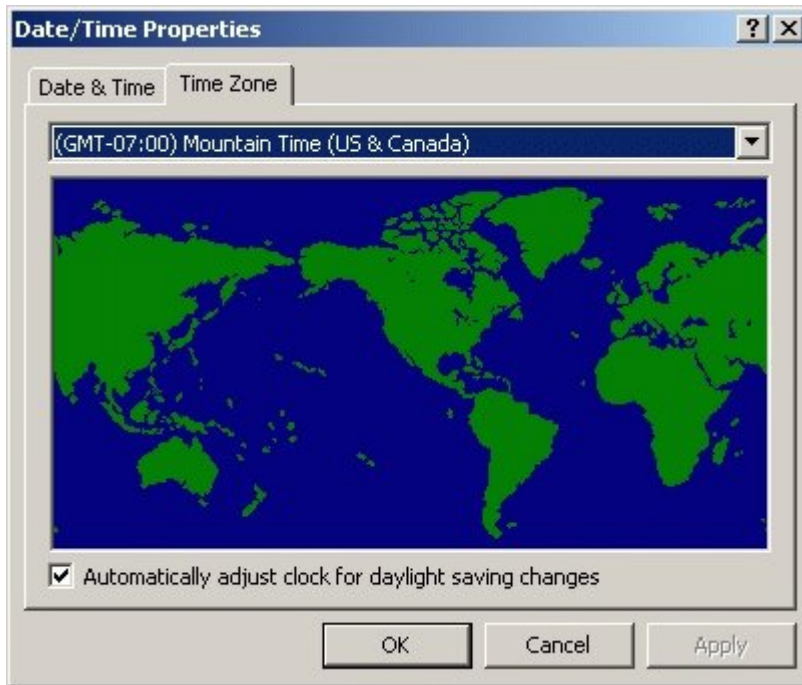 Date/Time Properties
Date & Time Time Zone
(GMT-07:00) Mountain Time (US & Canada)
Automatically adjust clock for daylight saving changes
OK Cancel Apply